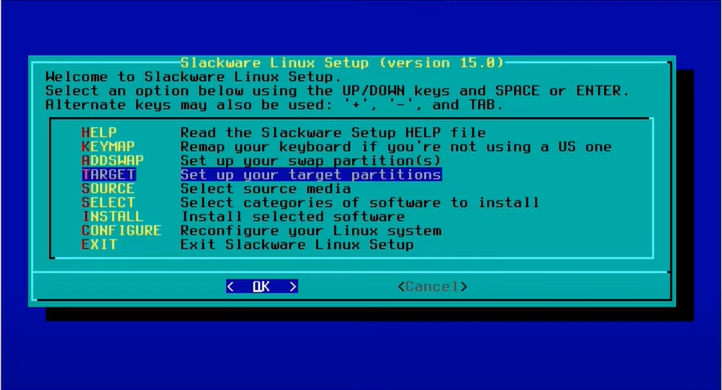 Slackware Linux Setup (version 15.0)
Welcome to Slackware Linux Setup.
Select an option below using the UP/DOWN keys and SPACE or ENTER.
Alternate keys may also be used: '+', '-', and TAB.
HELP Read the Slackware Setup HELP file
KEYMAP Remap your keyboard if you're not using a US one
ADDSWAP Set up your swap partition(s)
TARGET Set up your target partitions
SOURCE Select source media
SELECT Select categories of software to install
INSTALL Install selected software
CONFIGURE Reconfigure your Linux system
EXIT Exit Slackware Linux Setup
< OK > <Cancel>